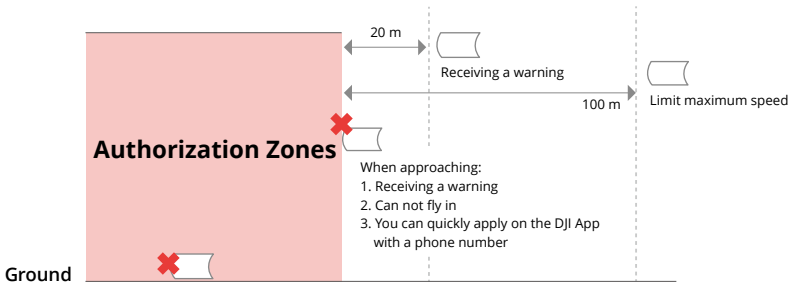 20 m
Receiving a warning
100 m
Limit maximum speed
Authorization Zones
When approaching:
1. Receiving a warning
2. Can not fly in
3. You can quickly apply on the DJI App
with a phone number
Ground